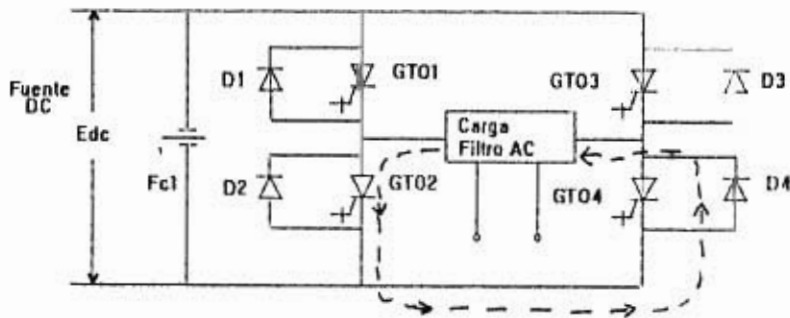 Fuente
DC
Edc
Fc1
D1
GTO1
D2
GTO2
Carga
Filtro AC
GTO3
D3
GTO4
D4